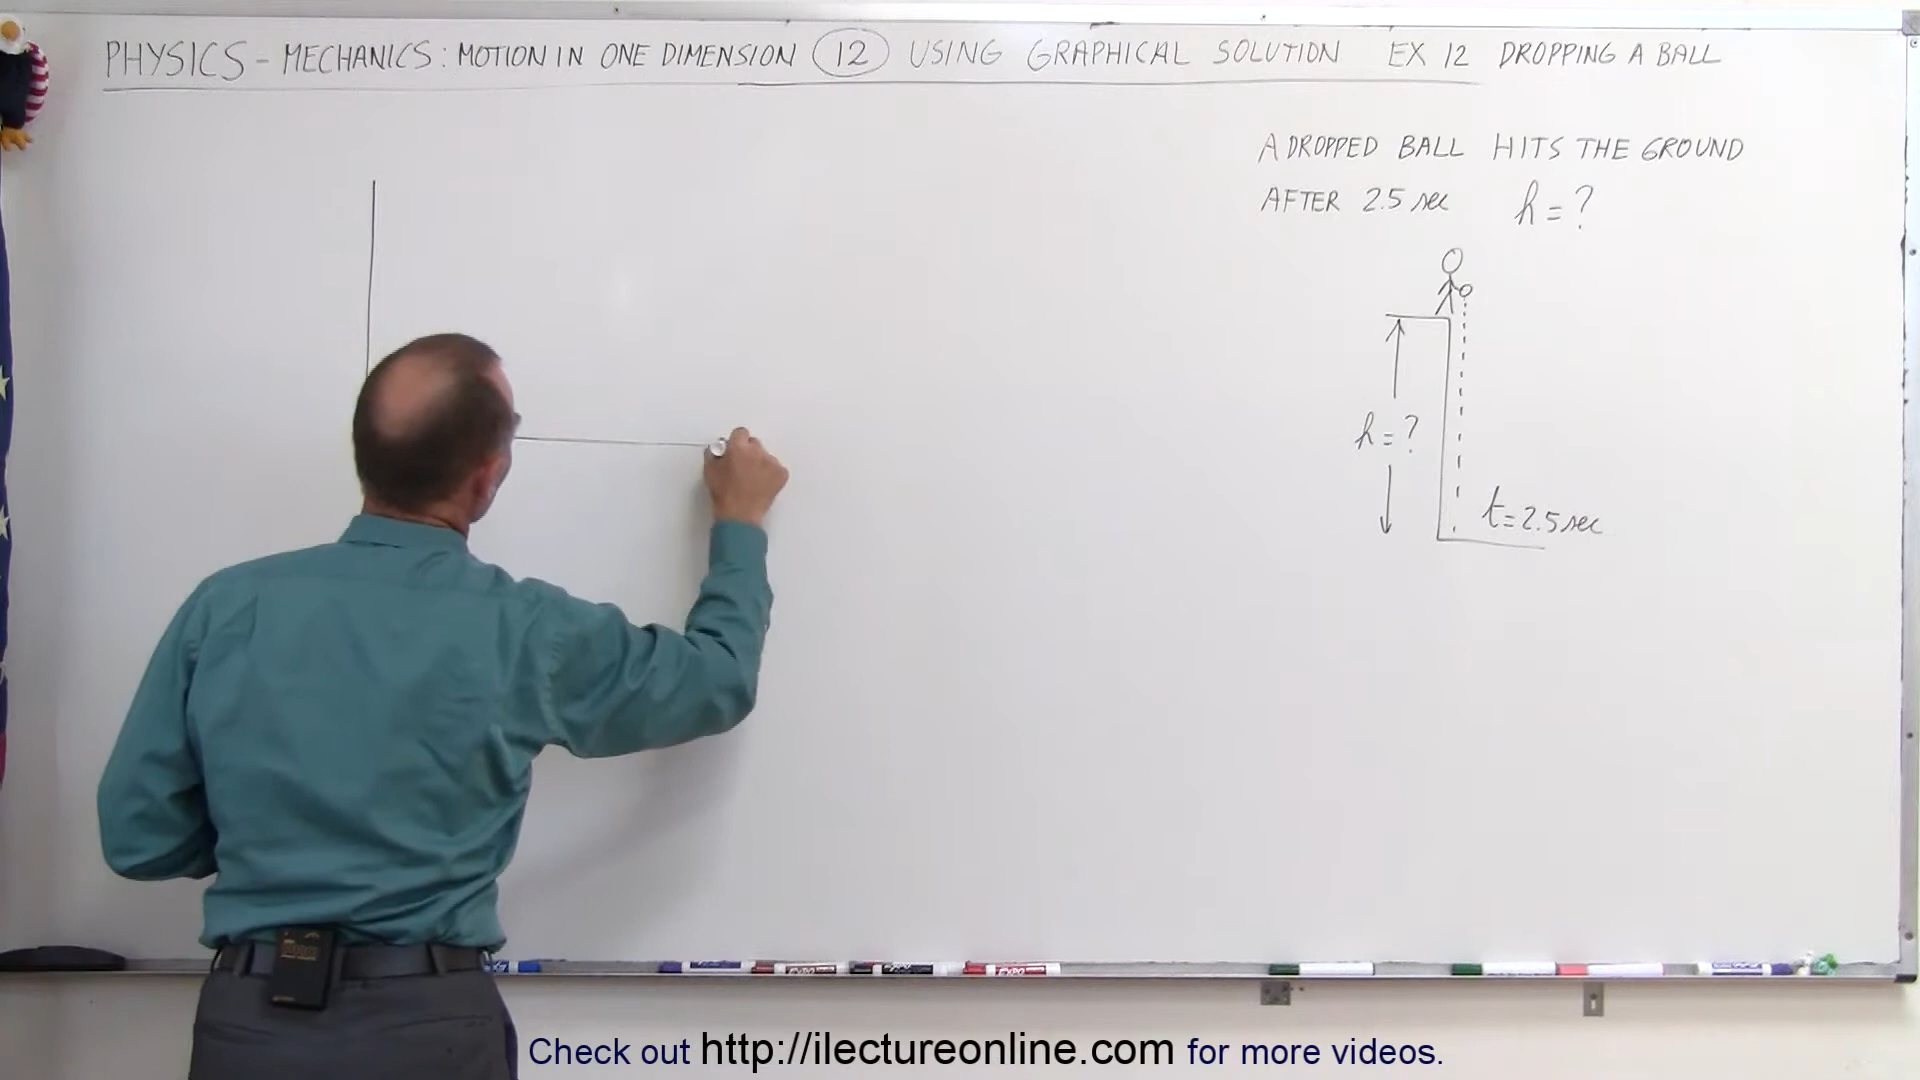 PHYSICS - MECHANICS: MOTION IN ONE DIMENSION 12 USING GRAPHICAL SOLUTION EX 12 DROPPING A BALL
A DROPPED BALL HITS THE GROUND
AFTER 2.5 sec h = ?
h = ?
t = 2.5 sec
Check out http://ilectureonline.com for more videos.